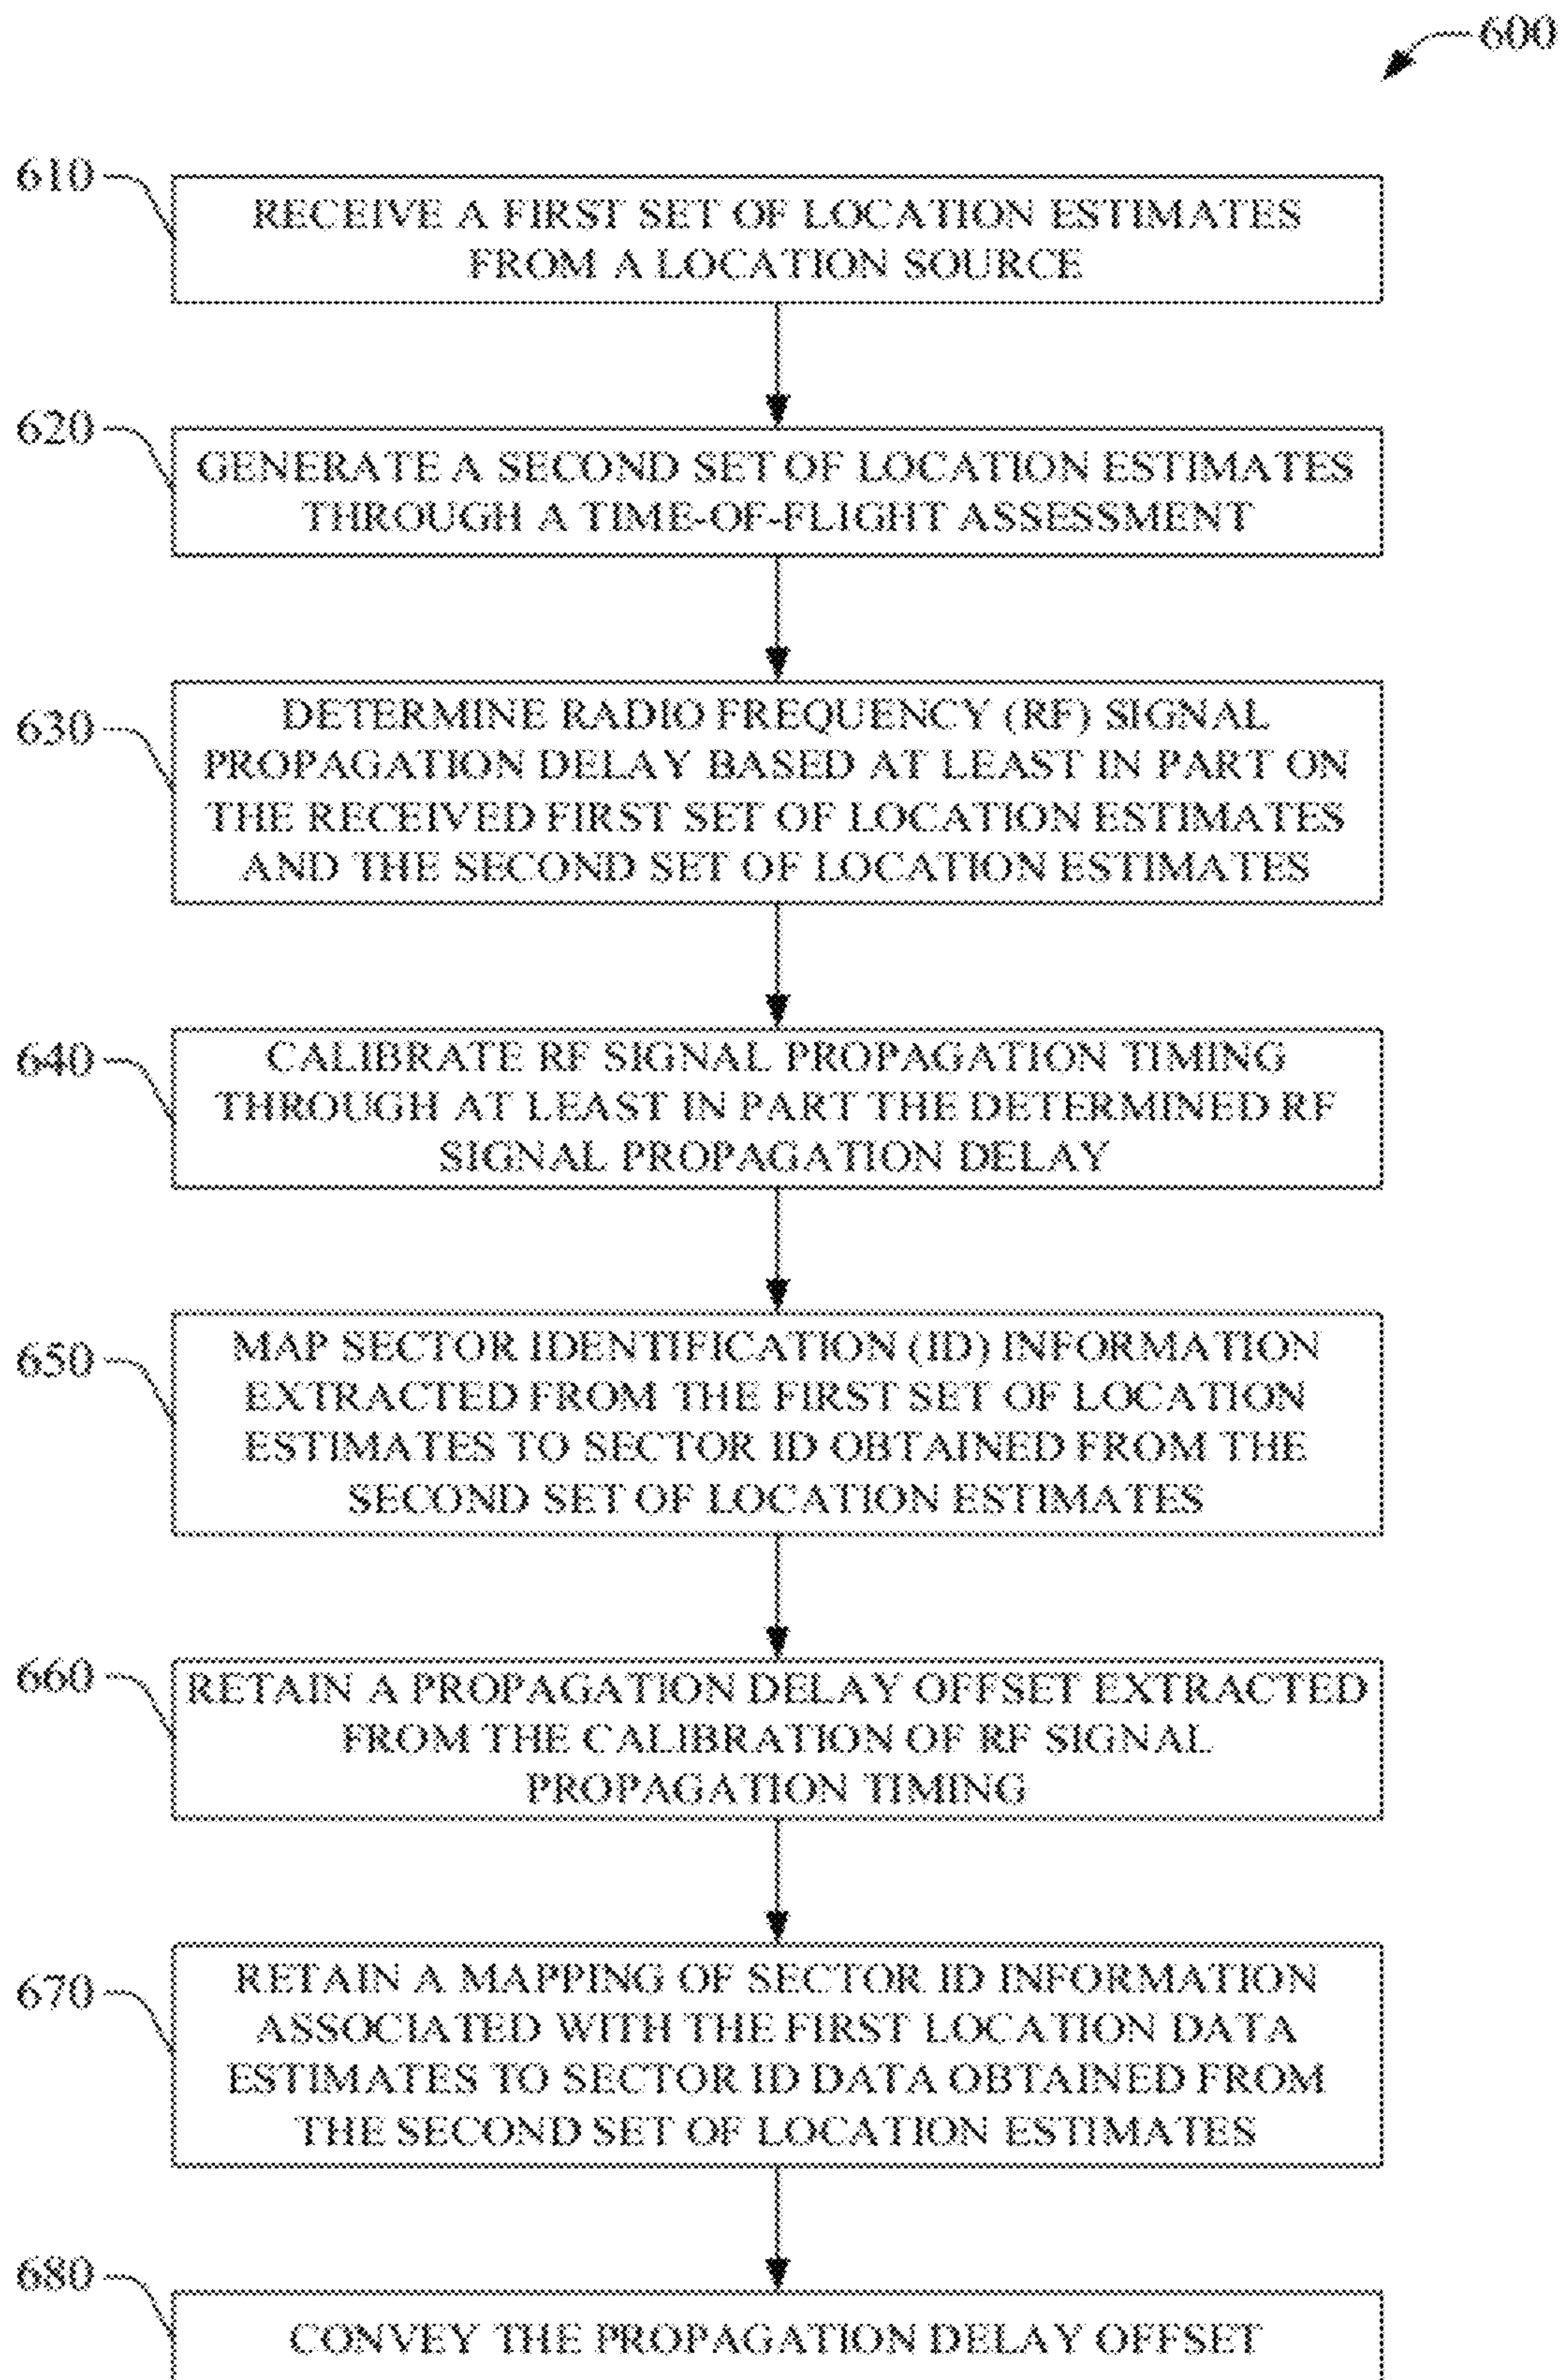 600
610
RECEIVE A FIRST SET OF LOCATION ESTIMATES
FROM A LOCATION SOURCE
620
GENERATE A SECOND SET OF LOCATION ESTIMATES
THROUGH A TIME-OF-FLIGHT ASSESSMENT
630
DETERMINE RADIO FREQUENCY (RF) SIGNAL
PROPAGATION DELAY BASED AT LEAST IN PART ON
THE RECEIVED FIRST SET OF LOCATION ESTIMATES
AND THE SECOND SET OF LOCATION ESTIMATES
640
CALIBRATE RF SIGNAL PROPAGATION TIMING
THROUGH AT LEAST IN PART THE DETERMINED RF
SIGNAL PROPAGATION DELAY
650
MAP SECTOR IDENTIFICATION (ID) INFORMATION
EXTRACTED FROM THE FIRST SET OF LOCATION
ESTIMATES TO SECTOR ID OBTAINED FROM THE
SECOND SET OF LOCATION ESTIMATES
660
RETAIN A PROPAGATION DELAY OFFSET EXTRACTED
FROM THE CALIBRATION OF RF SIGNAL
PROPAGATION TIMING
670
RETAIN A MAPPING OF SECTOR ID INFORMATION
ASSOCIATED WITH THE FIRST LOCATION DATA
ESTIMATES TO SECTOR ID DATA OBTAINED FROM
THE SECOND SET OF LOCATION ESTIMATES
680
CONVEY THE PROPAGATION DELAY OFFSET